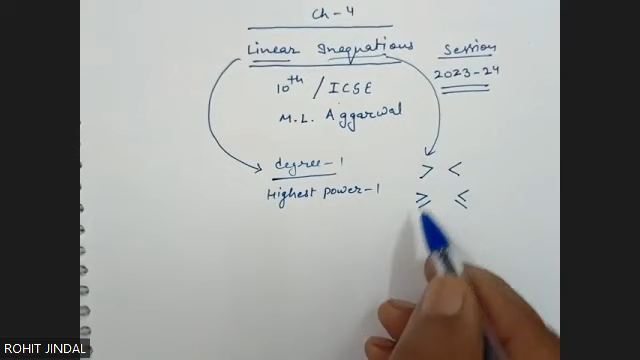 Ch-4
Linear Inequations
10th / ICSE
M.L. Aggarwal
Session
2023-24
degree-1
Highest power-1
> <
≥ ≤
ROHIT JINDAL